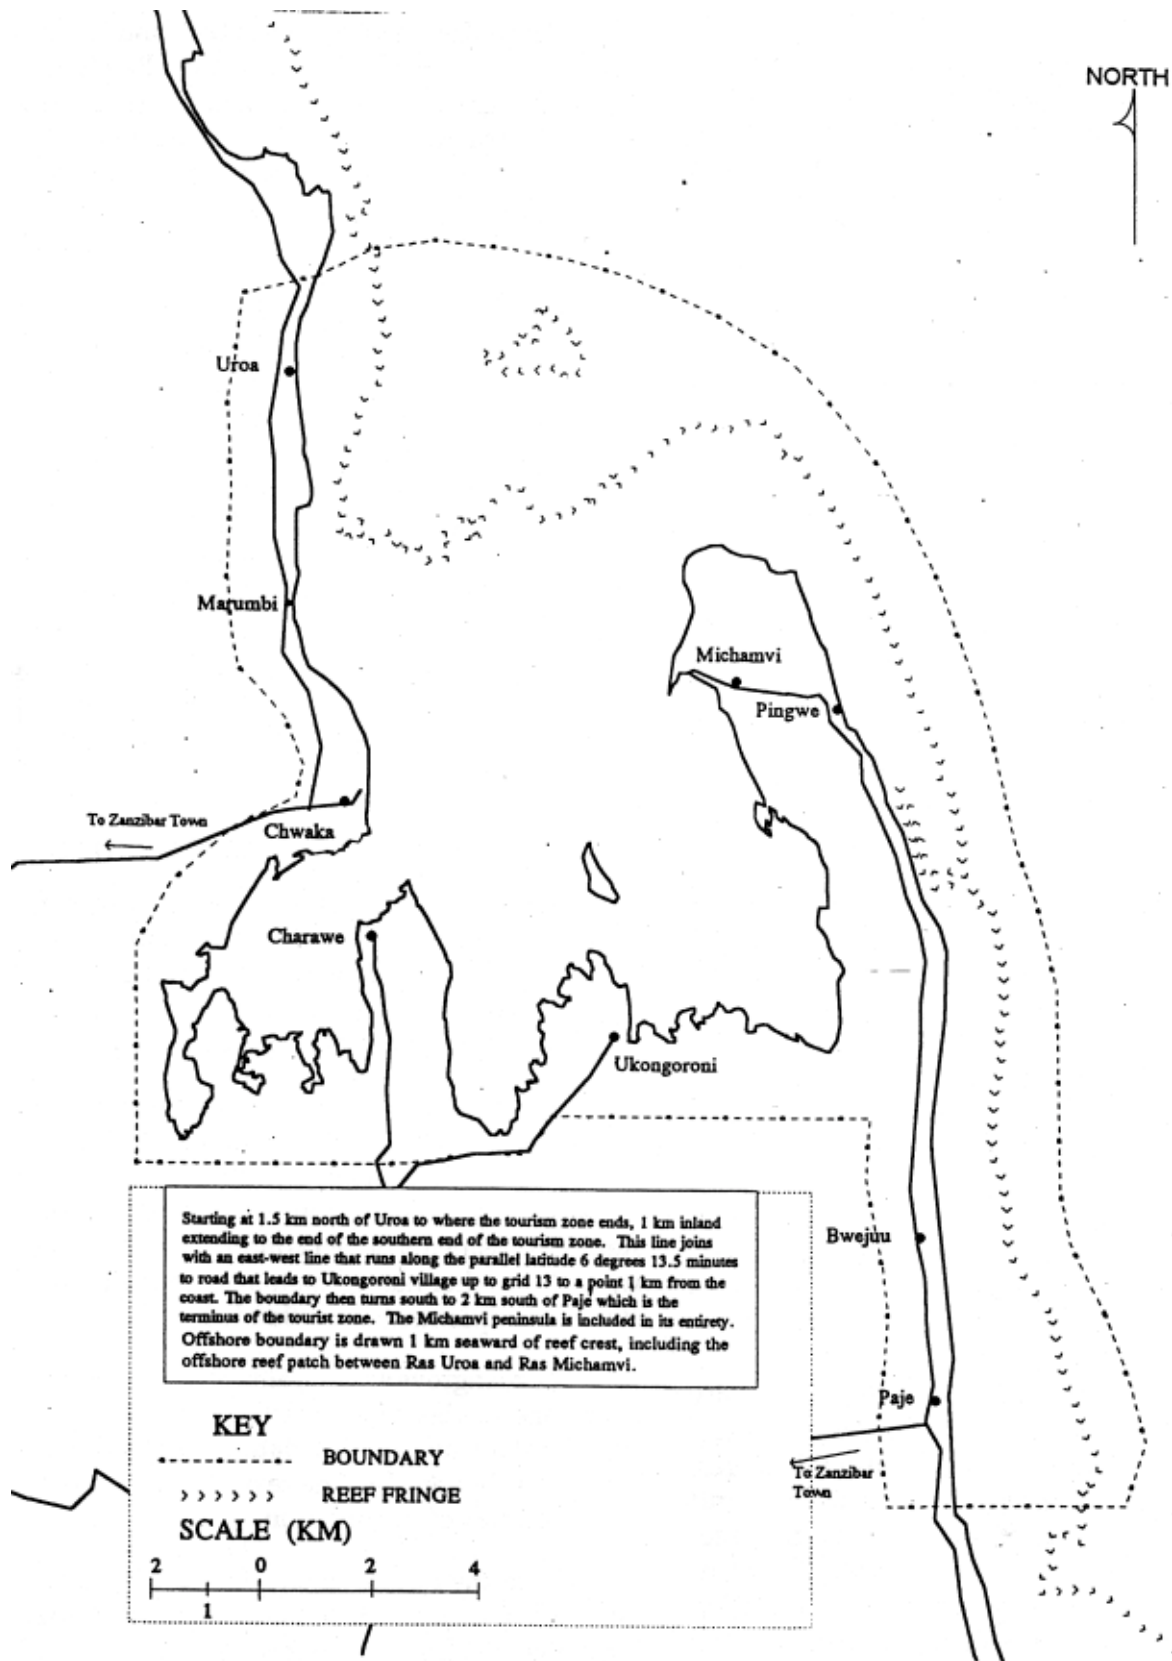 NORTH
Uroa
Marumbi
Michamvi
Pingwe
To Zanzibar Town
Chwaka
Charawe
Ukongoroni
Starting at 1.5 km north of Uroa to where the tourism zone ends, 1 km inland
extending to the end of the southern end of the tourism zone. This line joins
with an east-west line that runs along the parallel latitude 6 degrees 13.5 minutes
to road that leads to Ukongoroni village up to grid 13 to a point 1 km from the
coast. The boundary then turns south to 2 km south of Paje which is the
terminus of the tourist zone. The Michamvi peninsula is included in its entirety.
Offshore boundary is drawn 1 km seaward of reef crest, including the
offshore reef patch between Ras Uroa and Ras Michamvi.
Bwejuu
Paje
To Zanzibar
Town
KEY
BOUNDARY
REEF FRINGE
SCALE (KM)
2 0 2 4
1